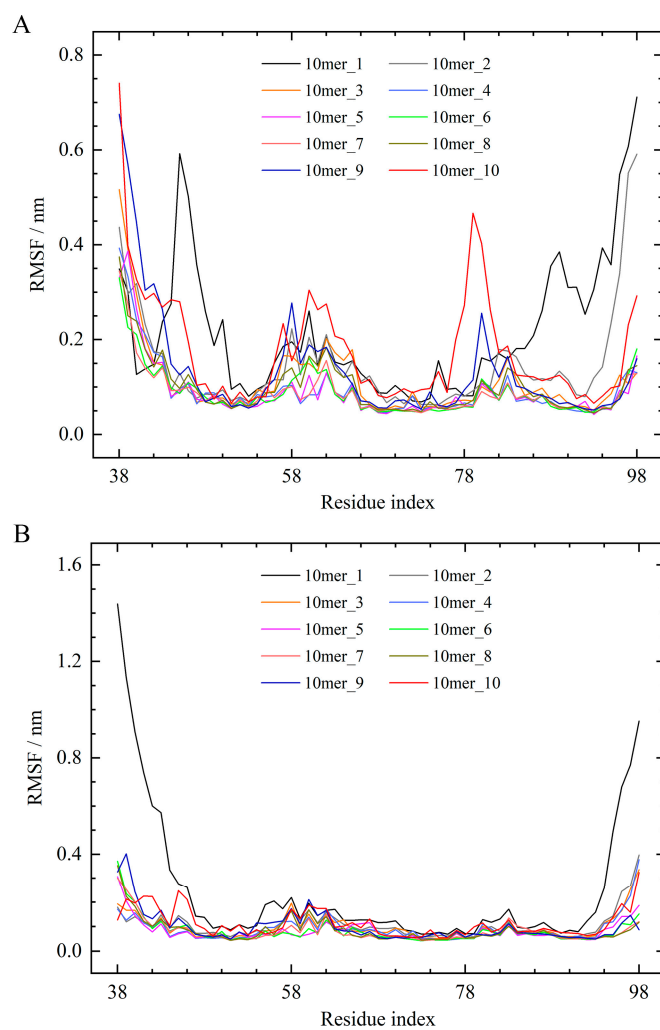 A
0.8
0.6
0.4
0.2
0.0
RMSF / nm
10mer_1 10mer_2
10mer_3 10mer_4
10mer_5 10mer_6
10mer_7 10mer_8
10mer_9 10mer_10
38 58 78 98
Residue index
B
1.6
1.2
0.8
0.4
0.0
RMSF / nm
10mer_1 10mer_2
10mer_3 10mer_4
10mer_5 10mer_6
10mer_7 10mer_8
10mer_9 10mer_10
38 58 78 98
Residue index